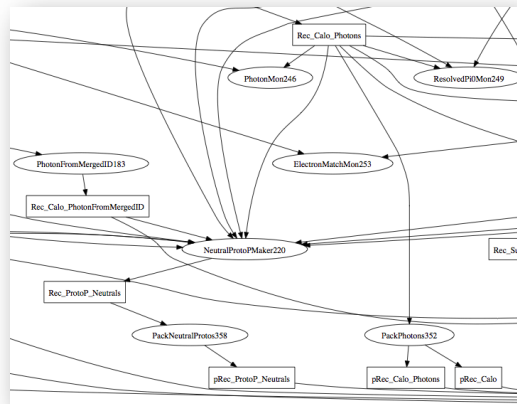 Rec_Calo_Photons
PhotonMon246
ResolvedPi0Mon249
PhotonFromMergedID183
ElectronMatchMon253
Rec_Calo_PhotonFromMergedID
NeutralProtoPMaker220
Rec_Su
Rec_ProtoP_Neutrals
PackNeutralProtos358
PackPhotons352
pRec_ProtoP_Neutrals
pRec_Calo_Photons
pRec_Calo